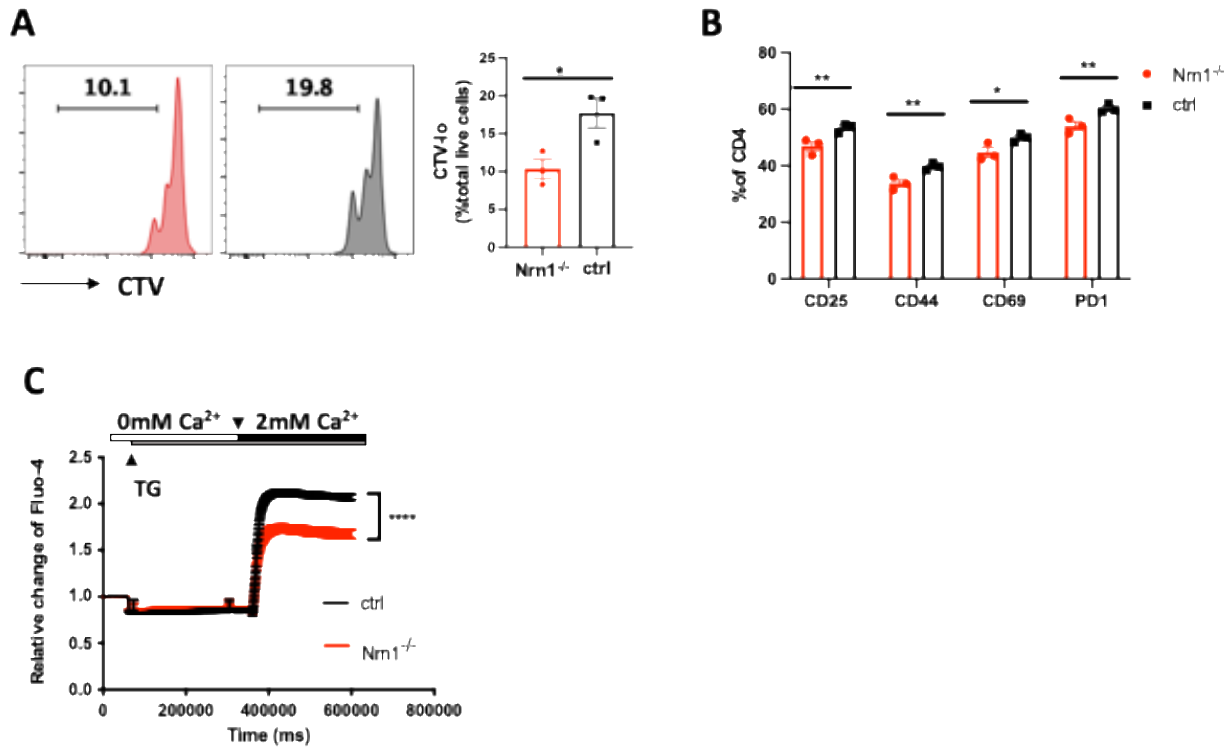 A
10.1
19.8
CTV
CTV-lo
(%total live cells)
25
20
15
10
5
0
*
Nrn1-/-
ctrl
B
%of CD4
80
60
40
20
0
**
**
*
**
CD25
CD44
CD69
PD1
Nrn1-/-
ctrl
C
0mM Ca2+ ▼ 2mM Ca2+
TG
Relative change of Fluo-4
2.5
2.0
1.5
1.0
0.5
0.0
****
ctrl
Nrn1-/-
0
200000
400000
600000
800000
Time (ms)